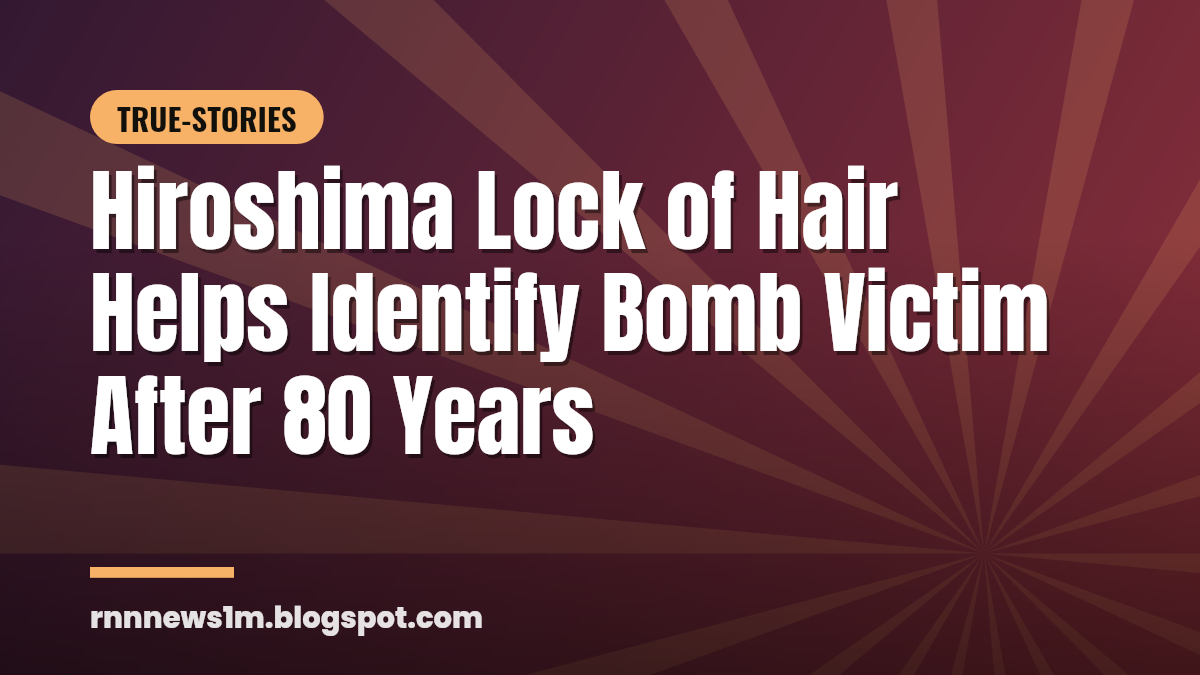 TRUE-STORIES
Hiroshima Lock of Hair
Helps Identify Bomb Victim
After 80 Years
rnnnews1m.blogspot.com